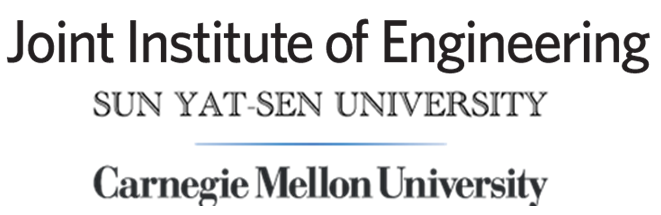 Joint Institute of Engineering
SUN YAT-SEN UNIVERSITY
Carnegie Mellon University